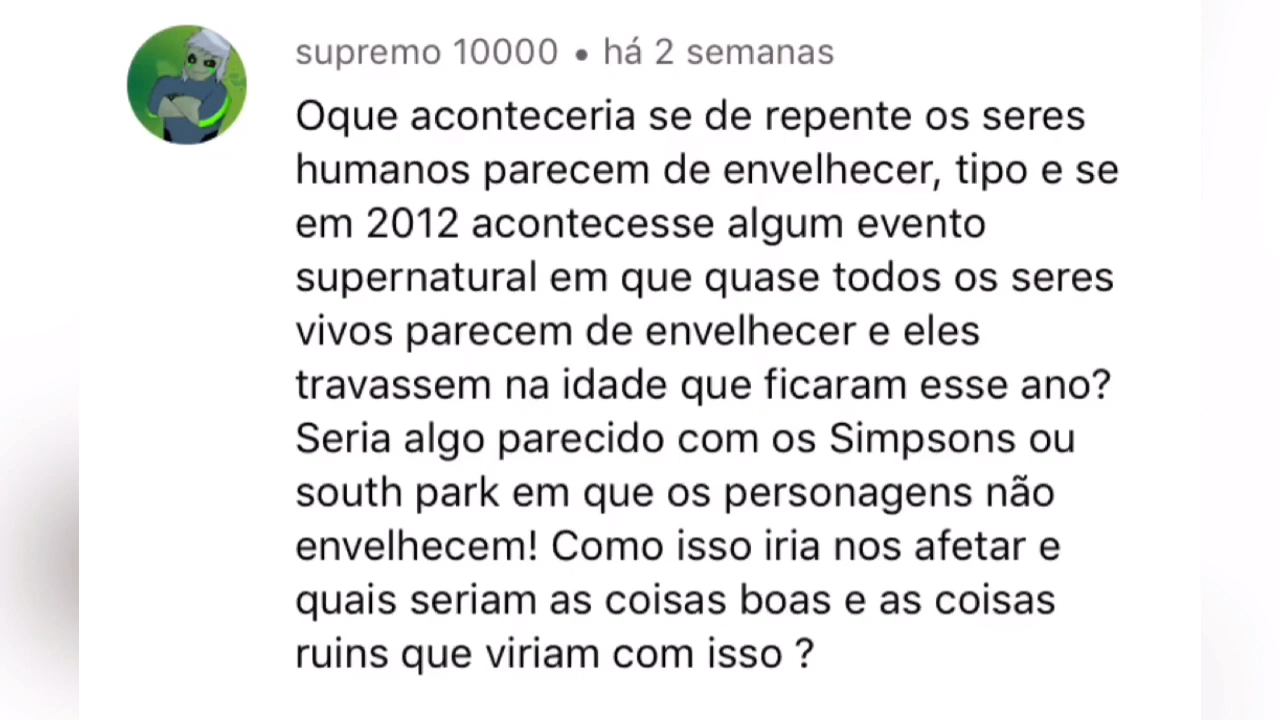 supremo 10000 • há 2 semanas
Oque aconteceria se de repente os seres
humanos parecem de envelhecer, tipo e se
em 2012 acontecesse algum evento
supernatural em que quase todos os seres
vivos parecem de envelhecer e eles
travassem na idade que ficaram esse ano?
Seria algo parecido com os Simpsons ou
south park em que os personagens não
envelhecem! Como isso iria nos afetar e
quais seriam as coisas boas e as coisas
ruins que viriam com isso ?